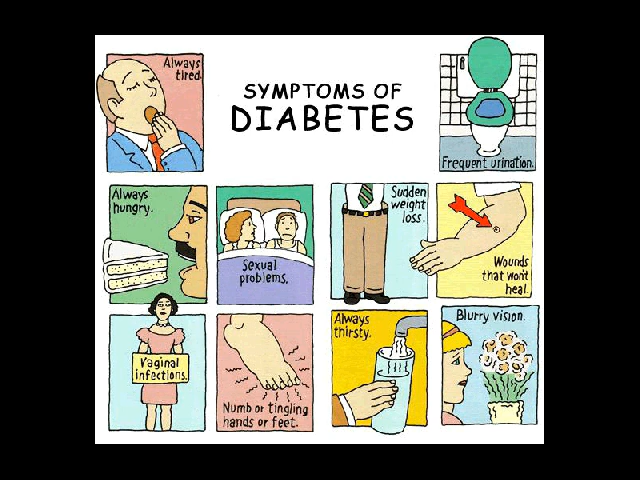 Always
tired.
SYMPTOMS OF
DIABETES
Frequent urination.
Always
hungry.
Sexual
problems.
Sudden
weight
loss.
Wounds
that won't
heal.
Vaginal
infections.
Numb or tingling
hands or feet.
Always
thirsty.
Blurry vision.